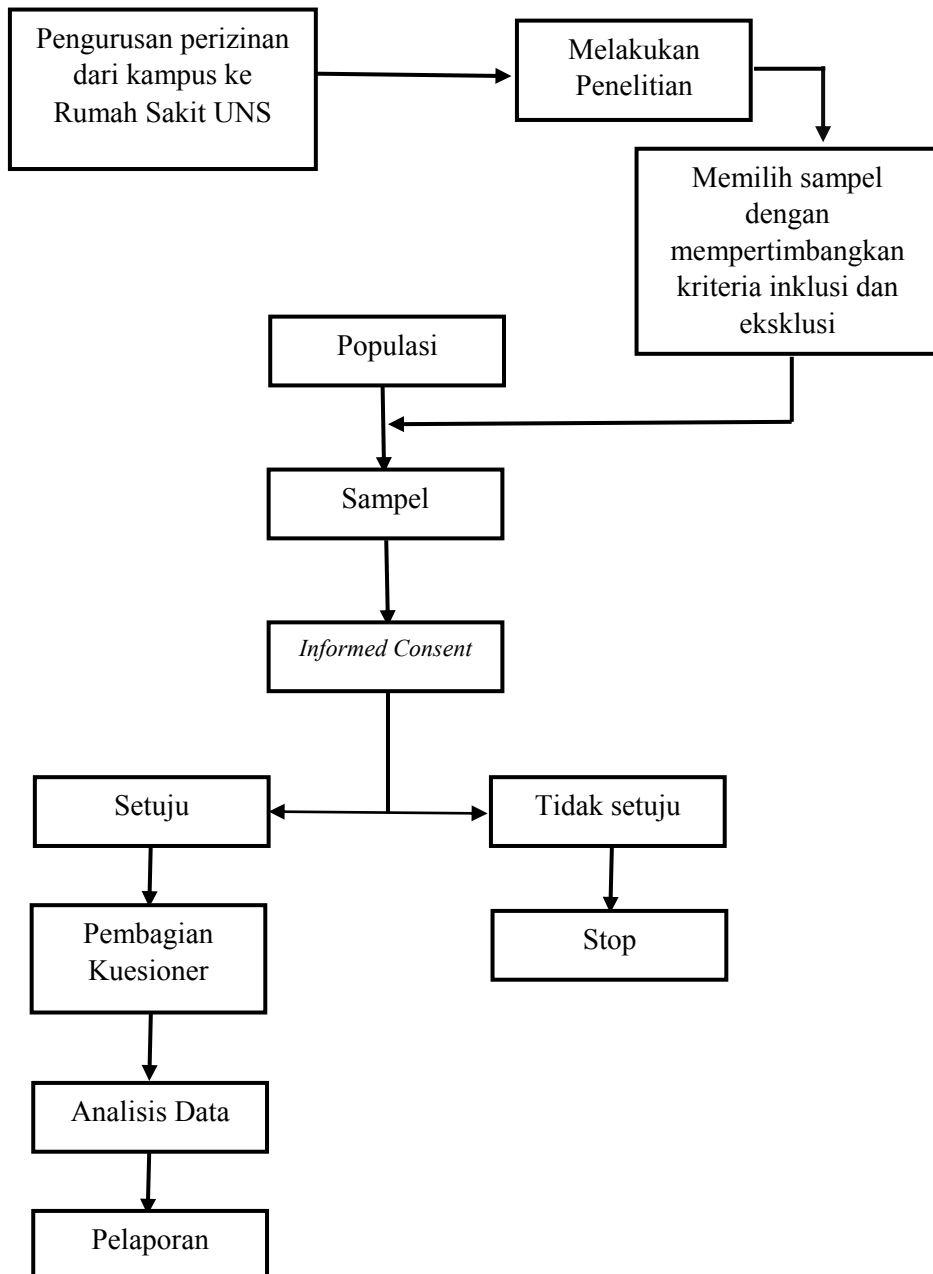 Pengurusan perizinan
dari kampus ke
Rumah Sakit UNS
Melakukan
Penelitian
Memilih sampel
dengan
mempertimbangkan
kriteria inklusi dan
eksklusi
Populasi
Sampel
Informed Consent
Setuju
Tidak setuju
Pembagian
Kuesioner
Stop
Analisis Data
Pelaporan